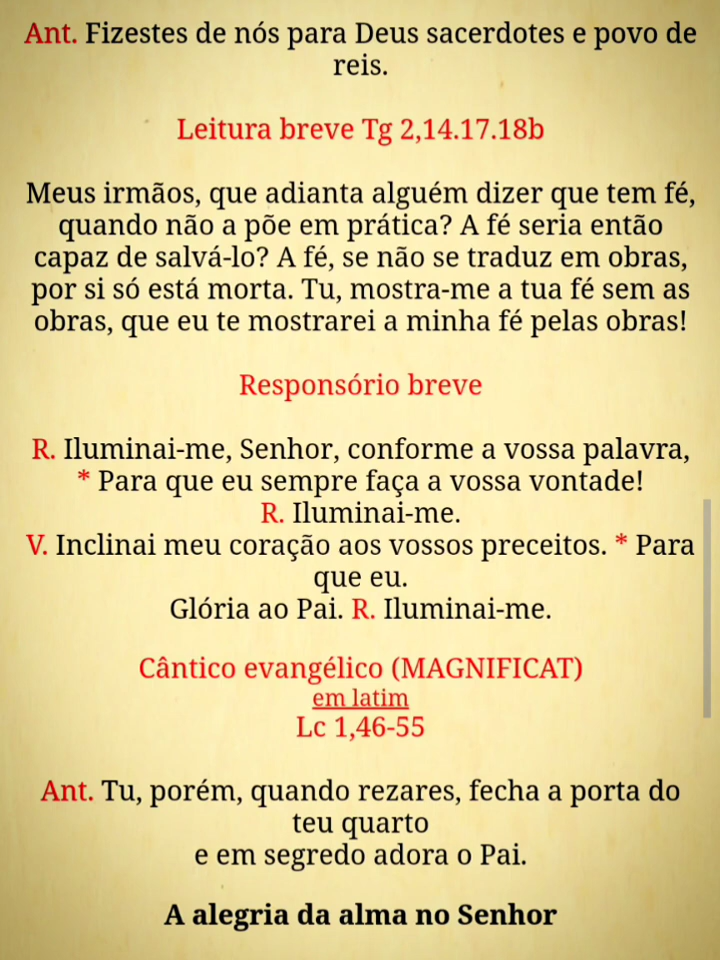 Ant. Fizestes de nós para Deus sacerdotes e povo de
reis.
Leitura breve Tg 2,14.17.18b
Meus irmãos, que adianta alguém dizer que tem fé,
quando não a põe em prática? A fé seria então
capaz de salvá-lo? A fé, se não se traduz em obras,
por si só está morta. Tu, mostra-me a tua fé sem as
obras, que eu te mostrarei a minha fé pelas obras!
Responsório breve
R. Iluminai-me, Senhor, conforme a vossa palavra,
* Para que eu sempre faça a vossa vontade!
R. Iluminai-me.
V. Inclinai meu coração aos vossos preceitos. * Para
que eu.
Glória ao Pai. R. Iluminai-me.
Cântico evangélico (MAGNIFICAT)
em latim
Lc 1,46-55
Ant. Tu, porém, quando rezares, fecha a porta do
teu quarto
e em segredo adora o Pai.
A alegria da alma no Senhor